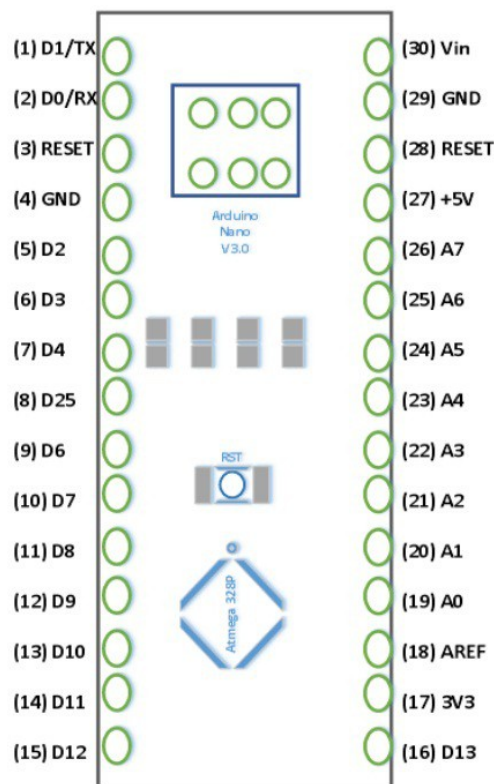 (1) D1/TX
(2) D0/RX
(3) RESET
(4) GND
(5) D2
(6) D3
(7) D4
(8) D25
(9) D6
(10) D7
(11) D8
(12) D9
(13) D10
(14) D11
(15) D12
Arduino
Nano
V3.0
RST
Atmega 328P
(30) Vin
(29) GND
(28) RESET
(27) +5V
(26) A7
(25) A6
(24) A5
(23) A4
(22) A3
(21) A2
(20) A1
(19) A0
(18) AREF
(17) 3V3
(16) D13